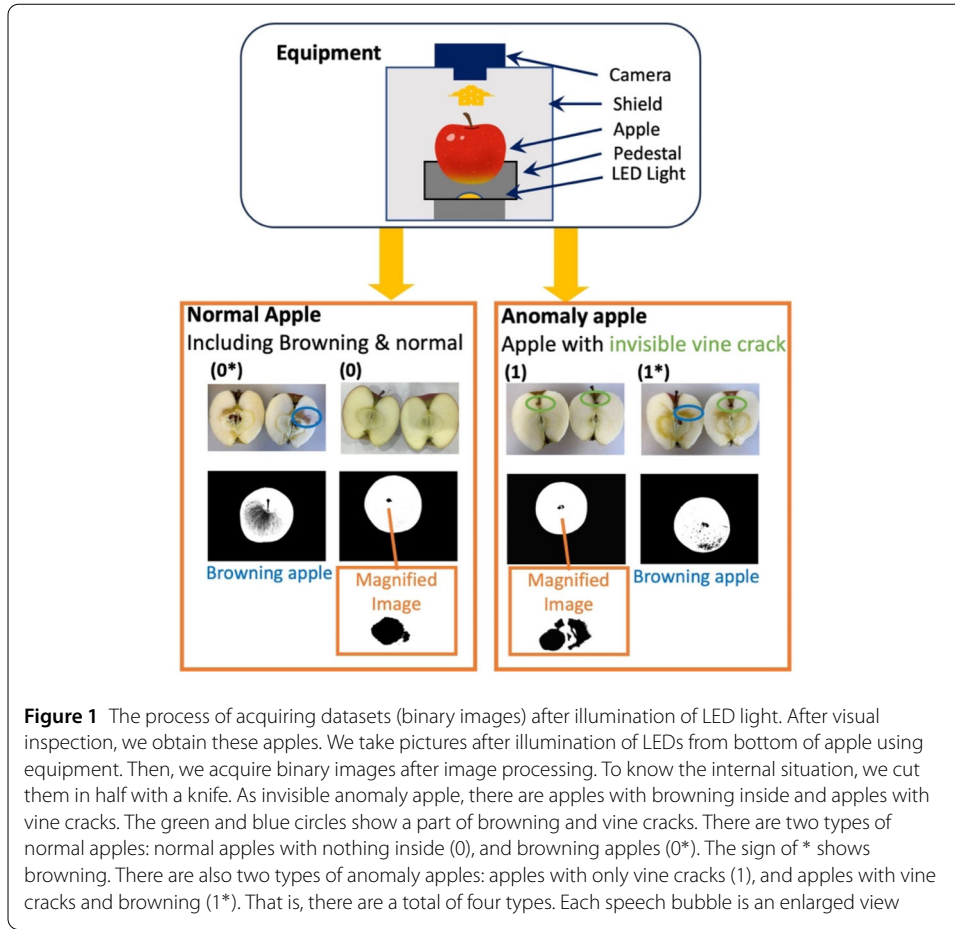 Equipment
Camera
Shield
Apple
Pedestal
LED Light
Normal Apple
Including Browning & normal
(0*)
(0)
Browning apple
Magnified
Image
Anomaly apple
Apple with invisible vine crack
(1)
(1*)
Magnified
Image
Browning apple
Figure 1 The process of acquiring datasets (binary images) after illumination of LED light. After visual
inspection, we obtain these apples. We take pictures after illumination of LEDs from bottom of apple using
equipment. Then, we acquire binary images after image processing. To know the internal situation, we cut
them in half with a knife. As invisible anomaly apple, there are apples with browning inside and apples with
vine cracks. The green and blue circles show a part of browning and vine cracks. There are two types of
normal apples: normal apples with nothing inside (0), and browning apples (0*). The sign of * shows
browning. There are also two types of anomaly apples: apples with only vine cracks (1), and apples with vine
cracks and browning (1*). That is, there are a total of four types. Each speech bubble is an enlarged view